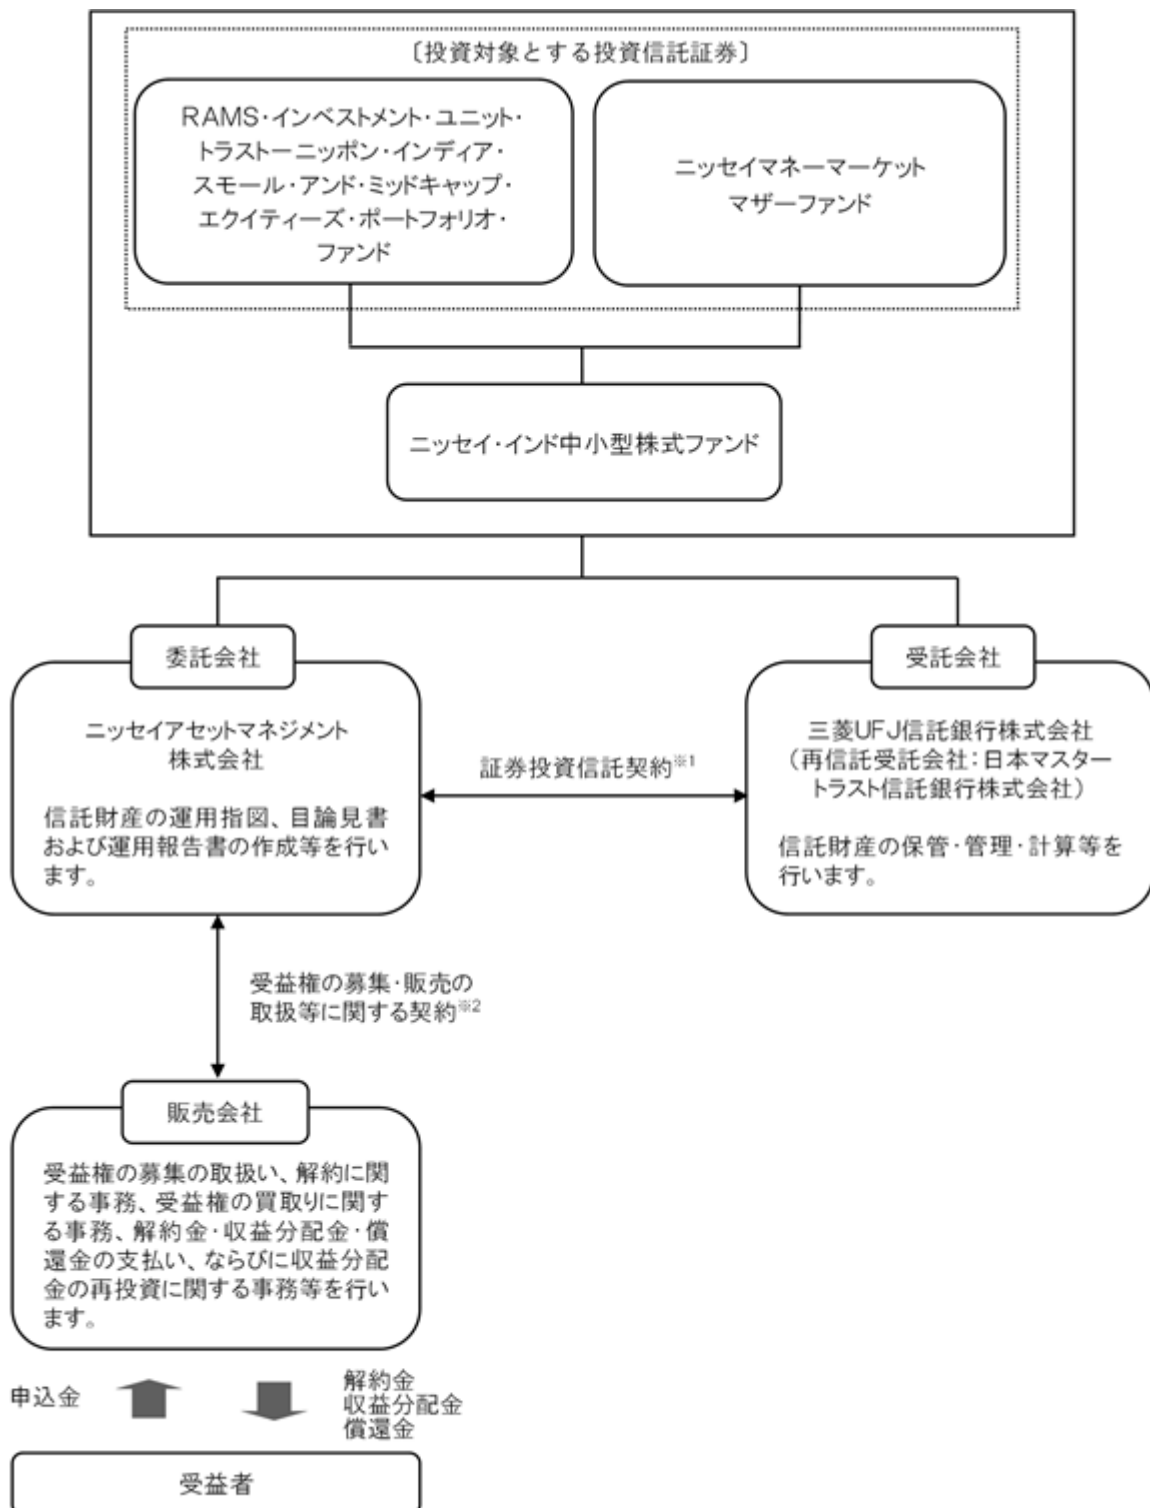 〔投資対象とする投資信託証券〕
RAMS・インベストメント・ユニット・
トラストーニッポン・インディア・
スモール・アンド・ミッドキャップ・
エクイティーズ・ポートフォリオ・
ファンド
ニッセイマネーマーケット
マザーファンド
ニッセイ・インド中小型株式ファンド
委託会社
ニッセイアセットマネジメント
株式会社
信託財産の運用指図、目論見書
および運用報告書の作成等を行い
ます。
証券投資信託契約※1
受託会社
三菱UFJ信託銀行株式会社
（再信託受託会社：日本マスター
トラスト信託銀行株式会社）
信託財産の保管・管理・計算等を
行います。
受益権の募集・販売の
取扱等に関する契約※2
販売会社
受益権の募集の取扱い、解約に関
する事務、受益権の買取りに関す
る事務、解約金・収益分配金・償
還金の支払い、ならびに収益分配
金の再投資に関する事務等を行い
ます。
申込金
解約金
収益分配金
償還金
受益者